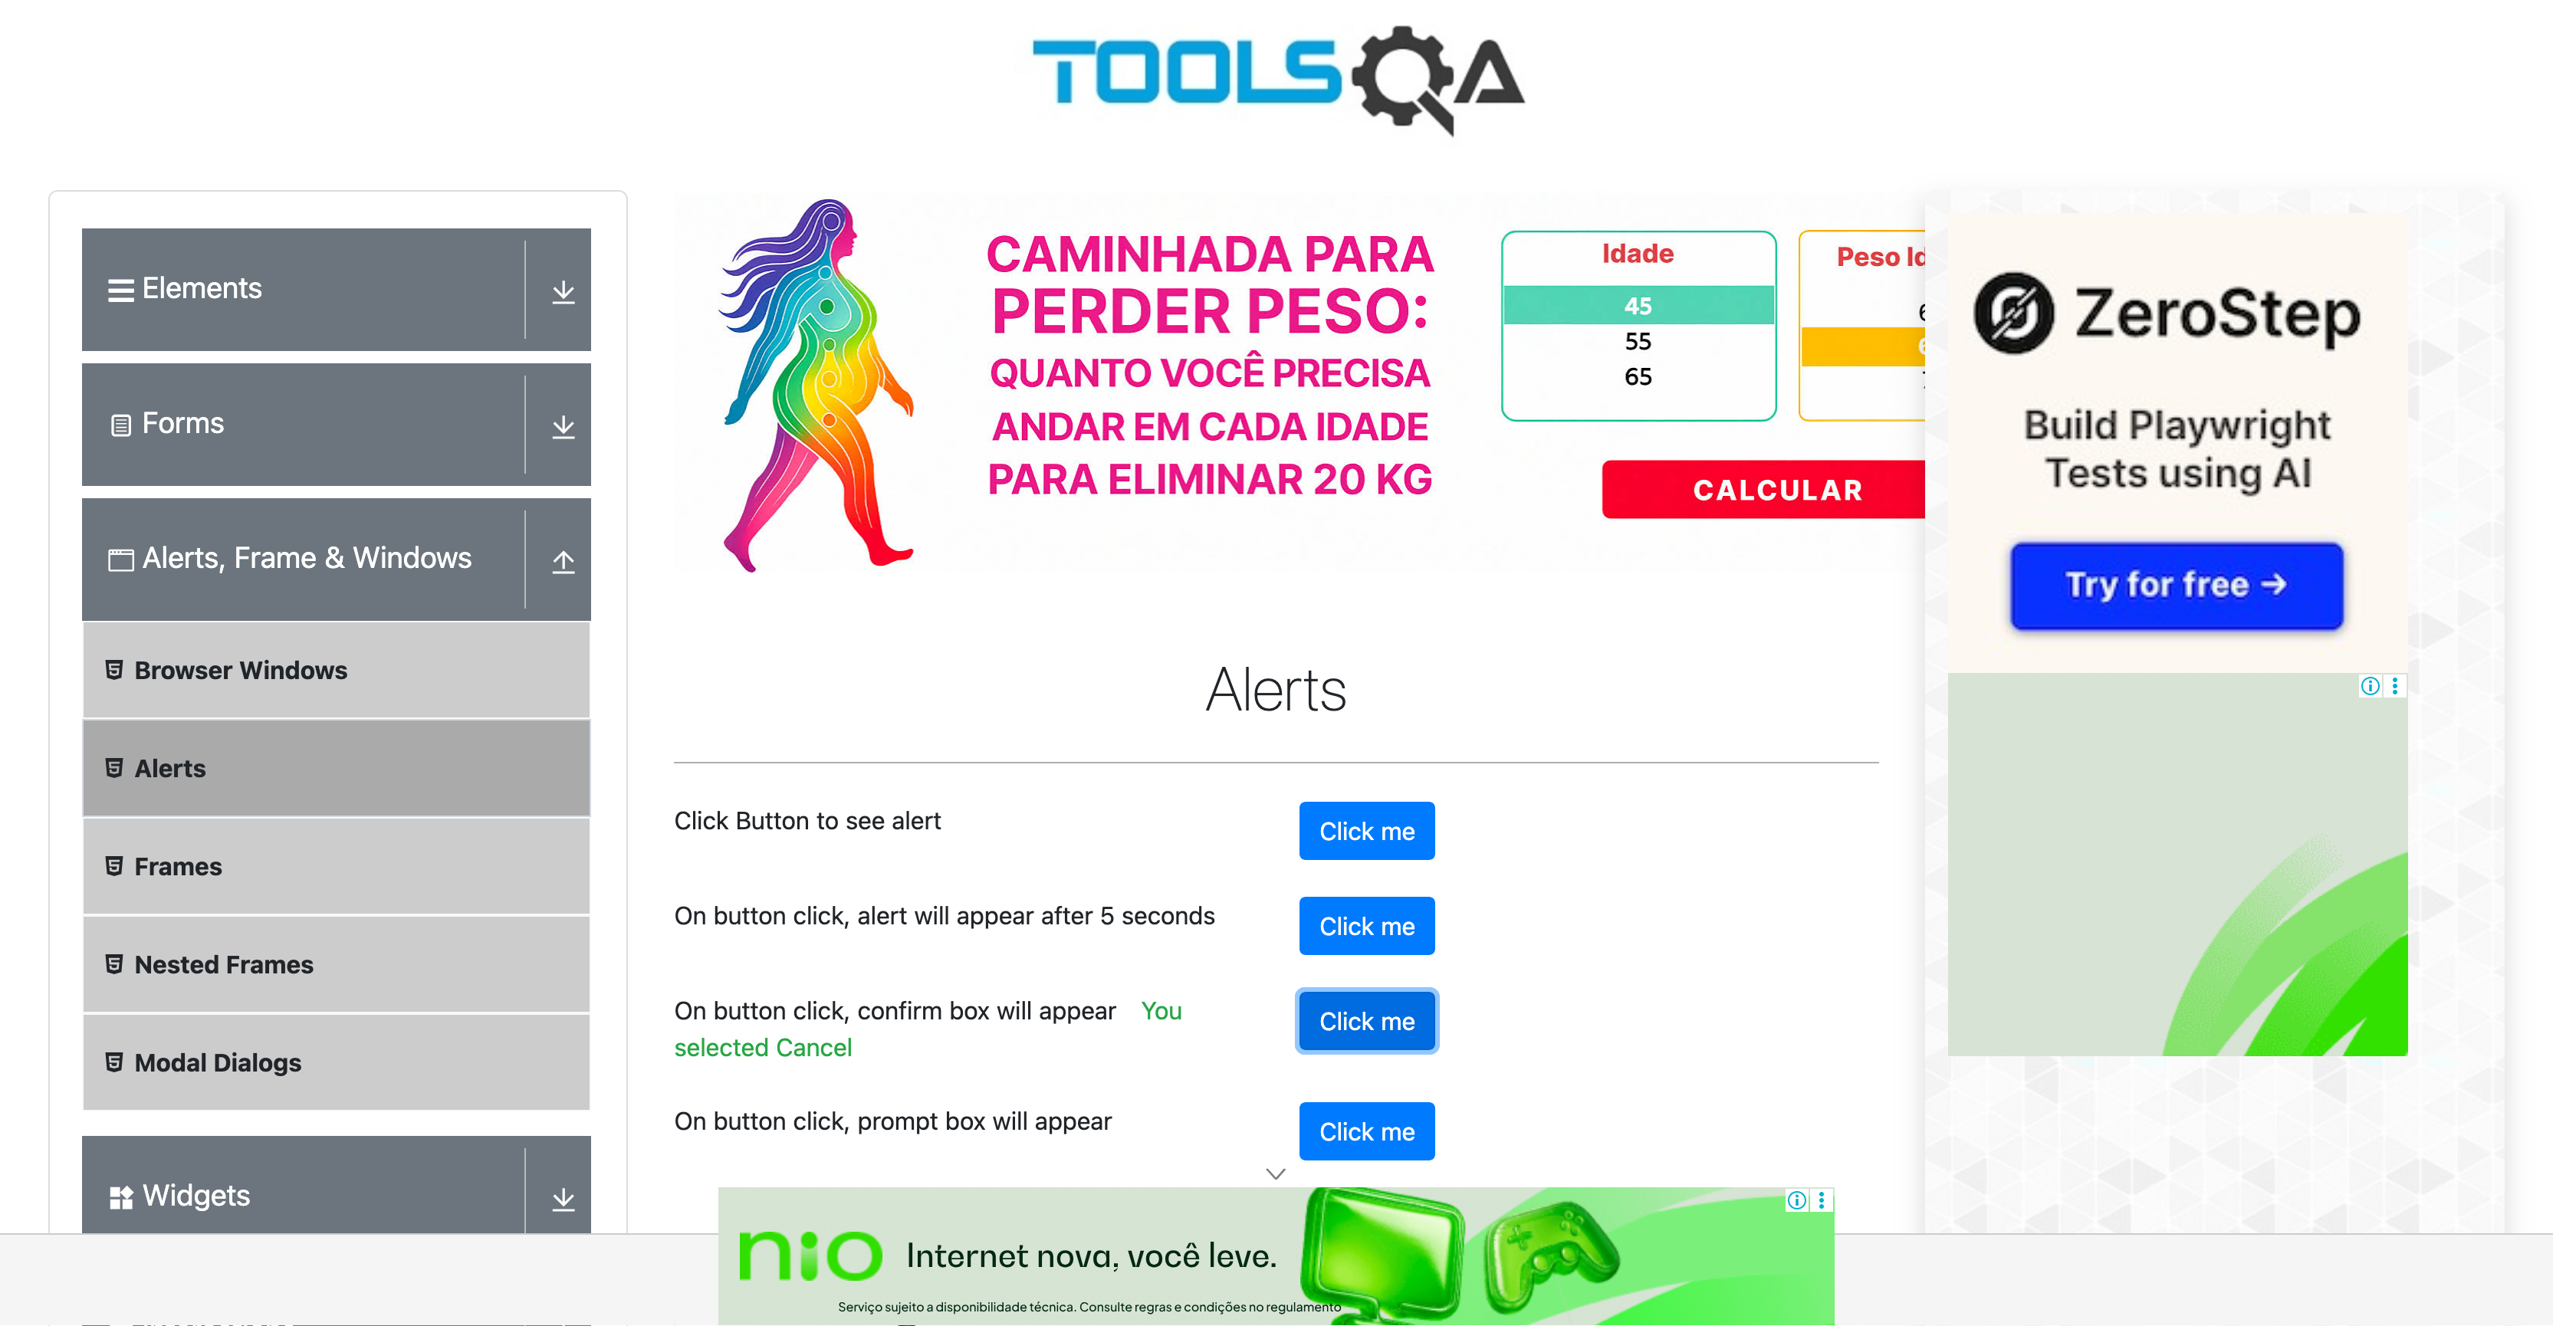 TOOLSQA
Elements
Forms
Alerts, Frame & Windows
Browser Windows
Alerts
Frames
Nested Frames
Modal Dialogs
Widgets
CAMINHADA PARA
PERDER PESO:
QUANTO VOCÊ PRECISA
ANDAR EM CADA IDADE
PARA ELIMINAR 20 KG
Idade
45
55
65
Peso Id
CALCULAR
ZeroStep
Build Playwright
Tests using AI
Try for free →
Alerts
Click Button to see alert
Click me
On button click, alert will appear after 5 seconds
Click me
On button click, confirm box will appear You
selected Cancel
Click me
On button click, prompt box will appear
Click me
nio
Internet nova, você leve.
Serviço sujeito a disponibilidade técnica. Consulte regras e condições no regulamento